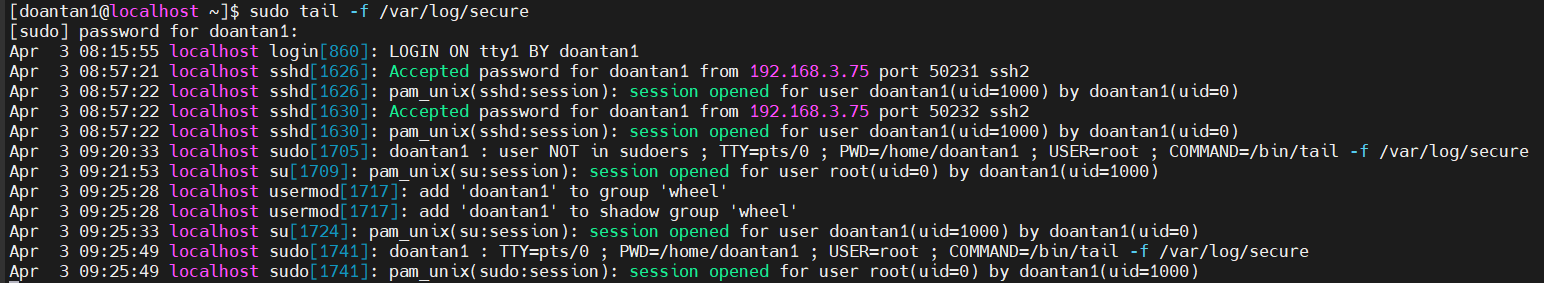 [doantan1@localhost ~]$ sudo tail -f /var/log/secure
[sudo] password for doantan1:
Apr  3 08:15:55 localhost login[860]: LOGIN ON tty1 BY doantan1
Apr  3 08:57:21 localhost sshd[1626]: Accepted password for doantan1 from 192.168.3.75 port 50231 ssh2
Apr  3 08:57:22 localhost sshd[1626]: pam_unix(sshd:session): session opened for user doantan1(uid=1000) by doantan1(uid=0)
Apr  3 08:57:22 localhost sshd[1630]: Accepted password for doantan1 from 192.168.3.75 port 50232 ssh2
Apr  3 08:57:22 localhost sshd[1630]: pam_unix(sshd:session): session opened for user doantan1(uid=1000) by doantan1(uid=0)
Apr  3 09:20:33 localhost sudo[1705]: doantan1 : user NOT in sudoers ; TTY=pts/0 ; PWD=/home/doantan1 ; USER=root ; COMMAND=/bin/tail -f /var/log/secure
Apr  3 09:21:53 localhost su[1709]: pam_unix(su:session): session opened for user root(uid=0) by doantan1(uid=1000)
Apr  3 09:25:28 localhost usermod[1717]: add 'doantan1' to group 'wheel'
Apr  3 09:25:28 localhost usermod[1717]: add 'doantan1' to shadow group 'wheel'
Apr  3 09:25:33 localhost su[1724]: pam_unix(su:session): session opened for user doantan1(uid=1000) by doantan1(uid=0)
Apr  3 09:25:49 localhost sudo[1741]: doantan1 : TTY=pts/0 ; PWD=/home/doantan1 ; USER=root ; COMMAND=/bin/tail -f /var/log/secure
Apr  3 09:25:49 localhost sudo[1741]: pam_unix(sudo:session): session opened for user root(uid=0) by doantan1(uid=1000)